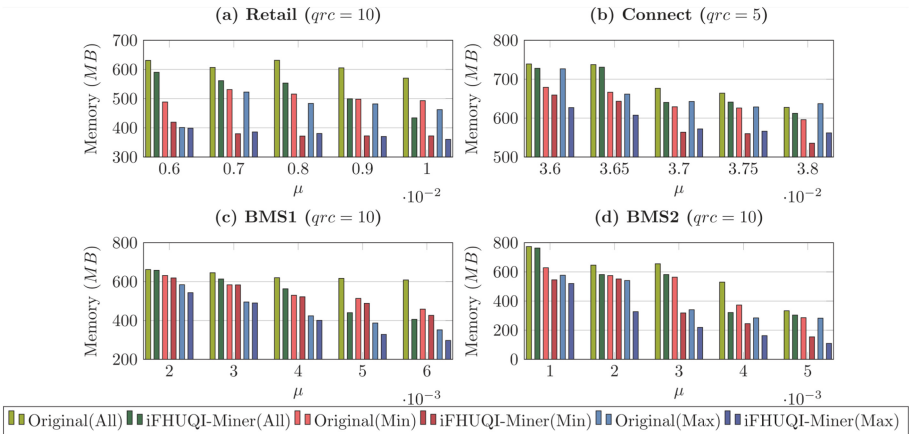 (a) Retail (qrc = 10)
Memory (MB)
700
600
500
400
300
0.6 0.7 0.8 0.9 1
μ
·10⁻²
(b) Connect (qrc = 5)
Memory (MB)
800
700
600
500
3.6 3.65 3.7 3.75 3.8
μ
·10⁻²
(c) BMS1 (qrc = 10)
Memory (MB)
800
600
400
200
2 3 4 5 6
μ
·10⁻³
(d) BMS2 (qrc = 10)
Memory (MB)
800
600
400
200
0
1 2 3 4 5
μ
·10⁻³
Original(All) iFHUQI-Miner(All) Original(Min) iFHUQI-Miner(Min) Original(Max) iFHUQI-Miner(Max)